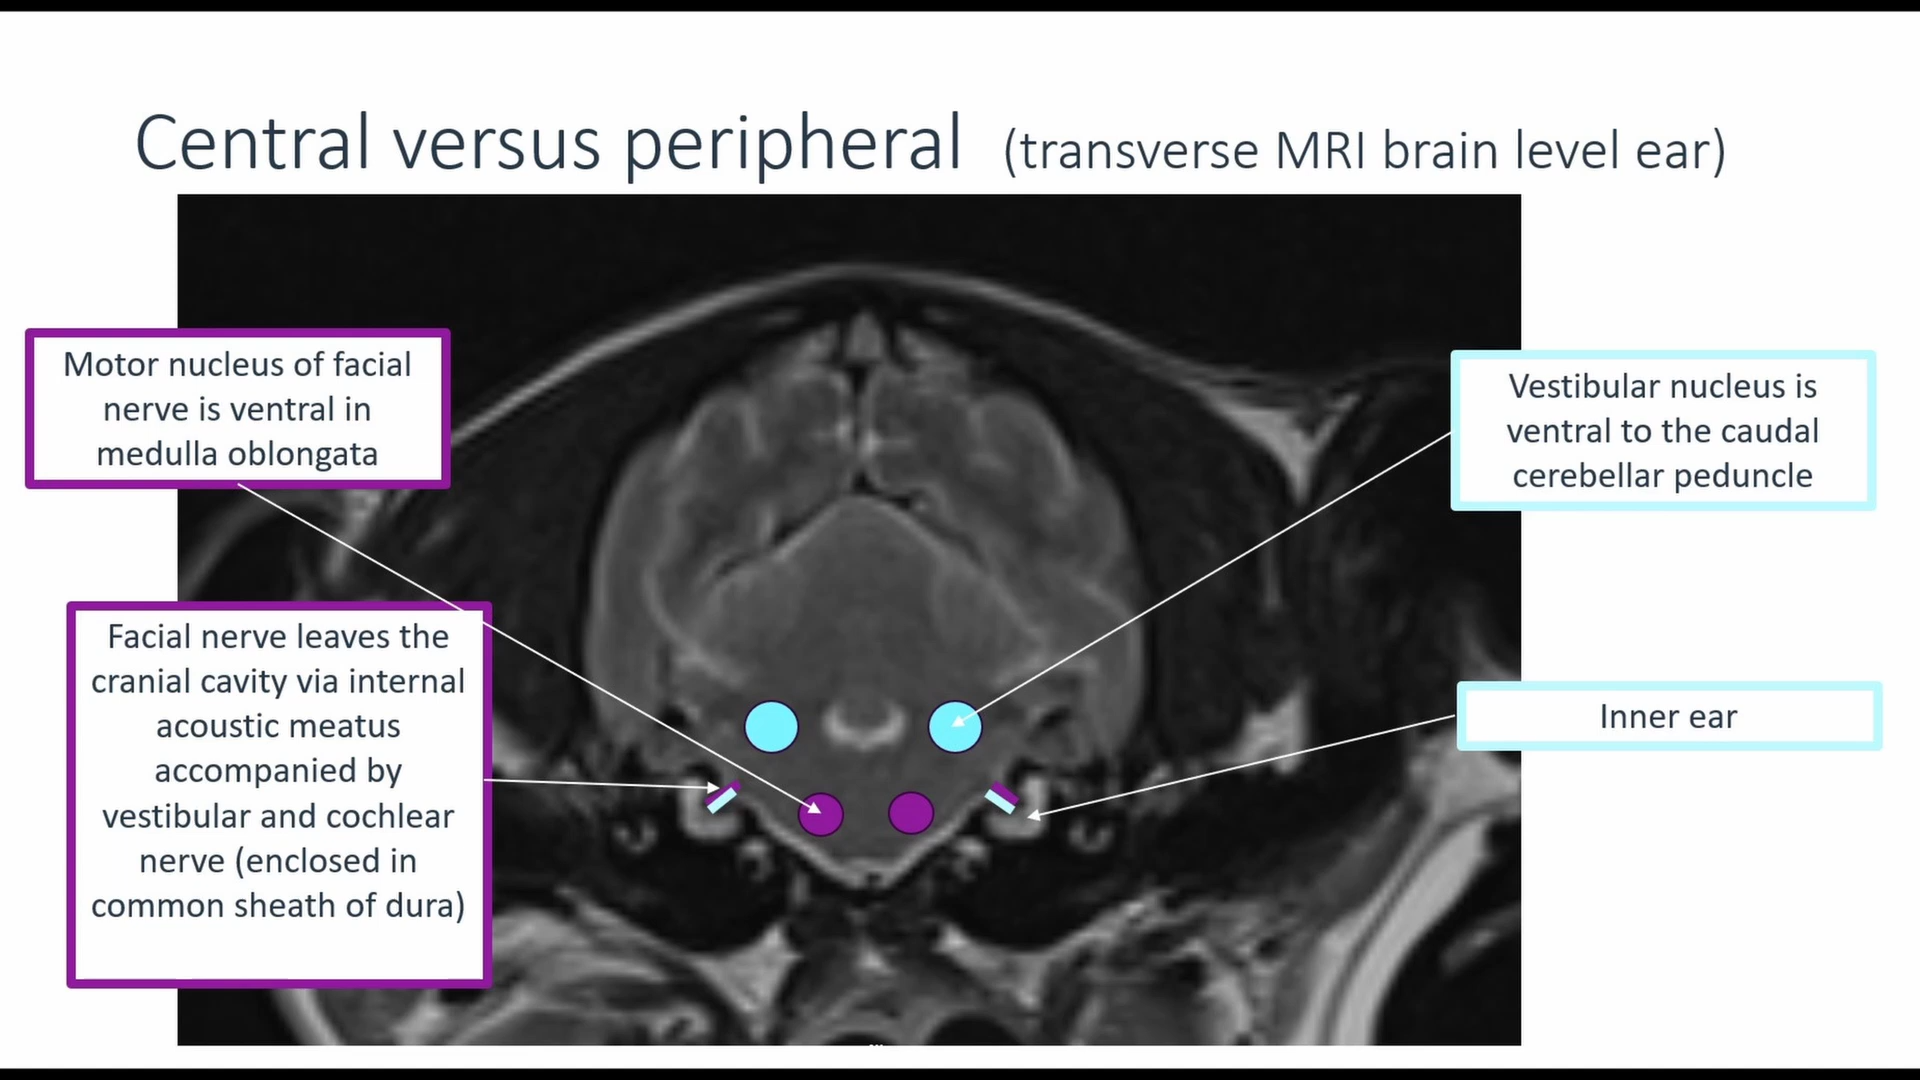 Central versus peripheral (transverse MRI brain level ear)
Motor nucleus of facial
nerve is ventral in
medulla oblongata
Facial nerve leaves the
cranial cavity via internal
acoustic meatus
accompanied by
vestibular and cochlear
nerve (enclosed in
common sheath of dura)
Vestibular nucleus is
ventral to the caudal
cerebellar peduncle
Inner ear